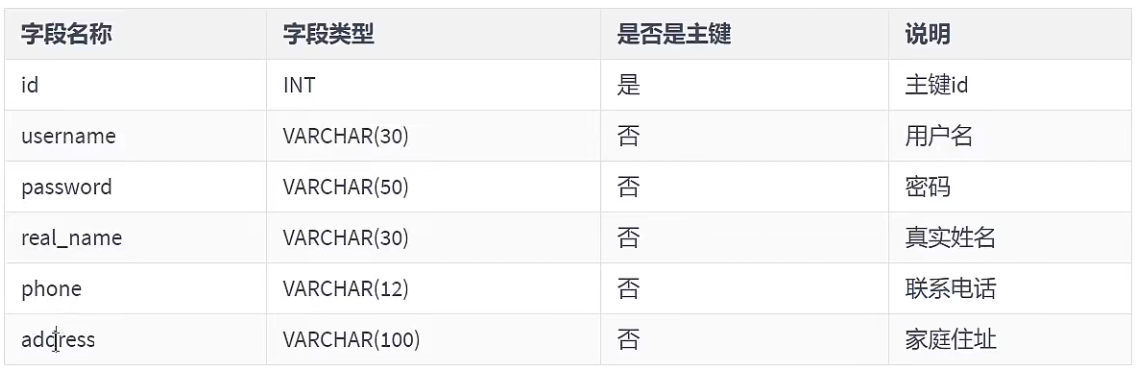 字段名称 字段类型 是否是主键 说明
id INT 是 主键id
username VARCHAR(30) 否 用户名
password VARCHAR(50) 否 密码
real_name VARCHAR(30) 否 真实姓名
phone VARCHAR(12) 否 联系电话
address VARCHAR(100) 否 家庭住址